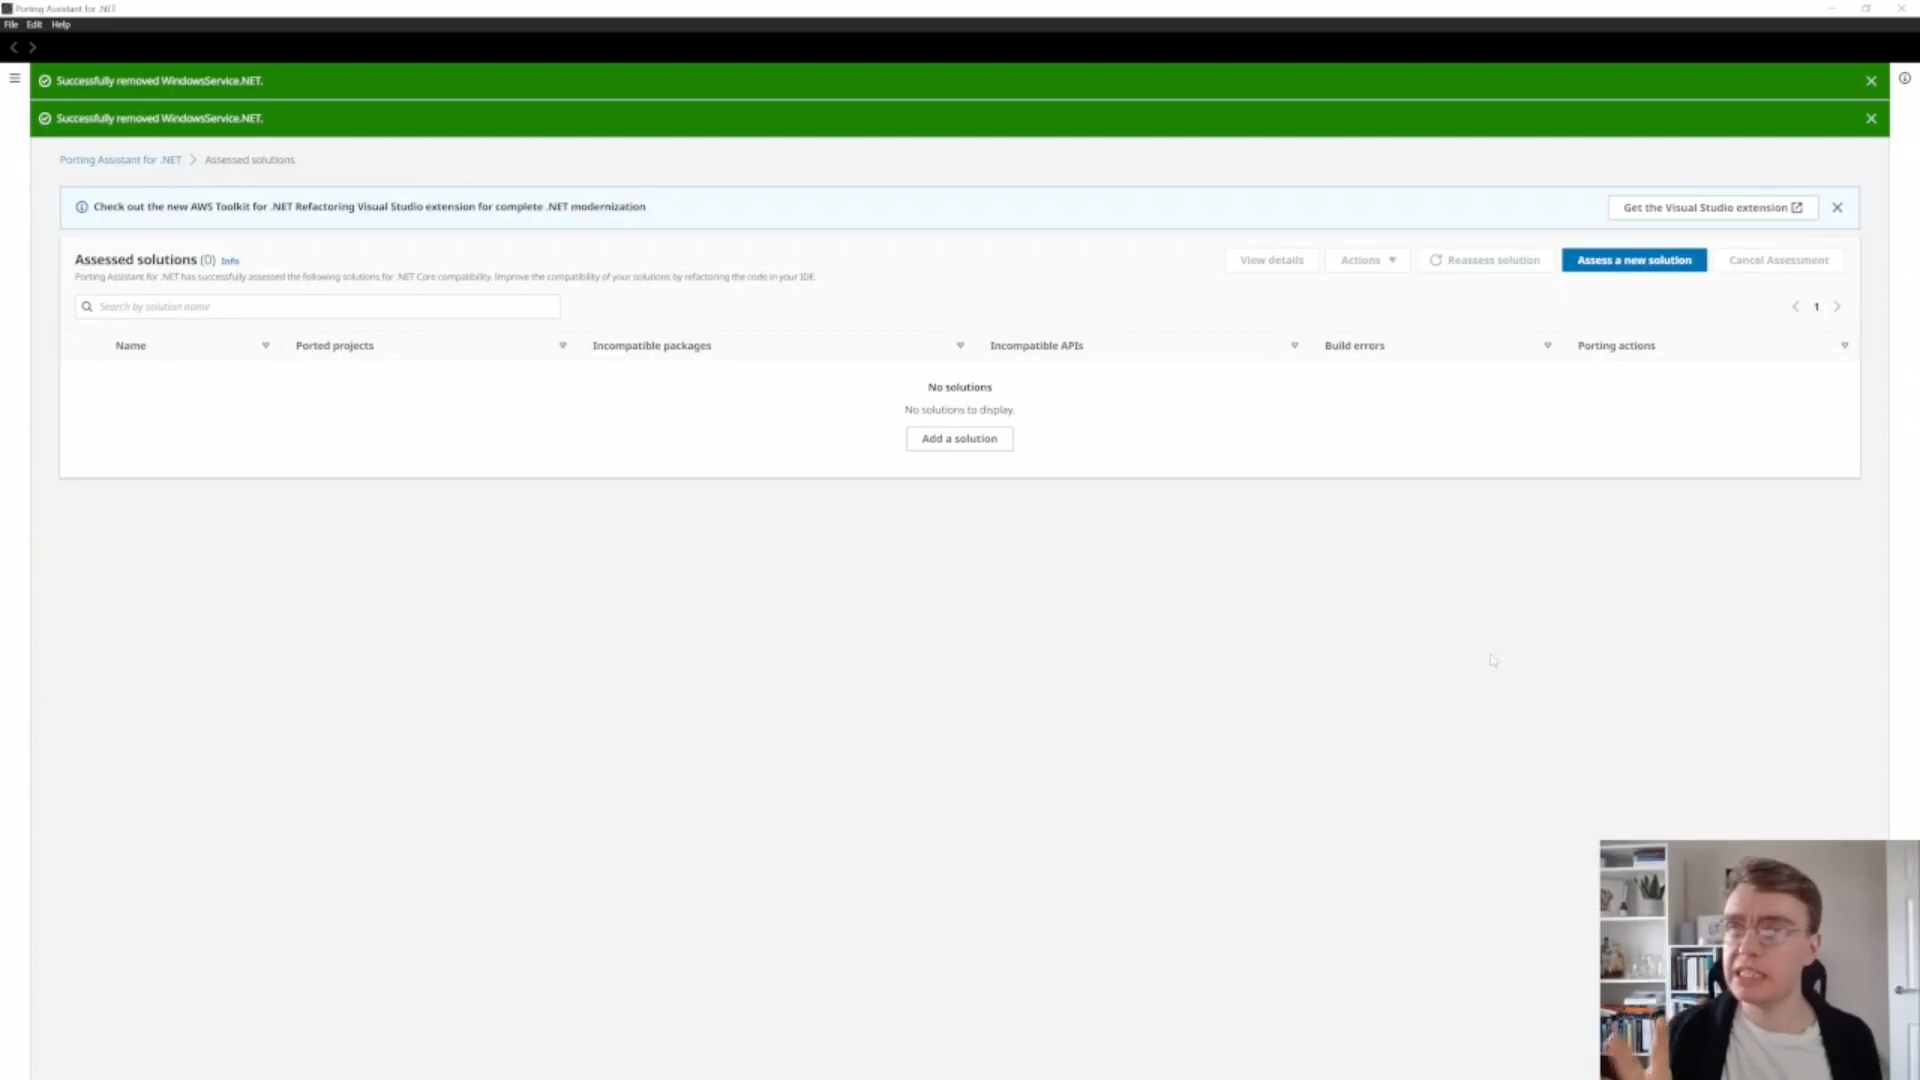 Porting Assistant for .NET
File Edit Help
Successfully removed WindowsService.NET.
Successfully removed WindowsService.NET.
Porting Assistant for .NET Assessed solutions
Check out the new AWS Toolkit for .NET Refactoring Visual Studio extension for complete .NET modernization
Get the Visual Studio extension
Assessed solutions (0) Info
View details Actions Reassess solution Assess a new solution Cancel Assessment
Porting Assistant for .NET has successfully assessed the following solutions for .NET Core compatibility. Improve the compatibility of your solutions by refactoring the code in your IDE.
Search by solution name
1
Name Ported projects Incompatible packages Incompatible APIs Build errors Porting actions
No solutions
No solutions to display.
Add a solution